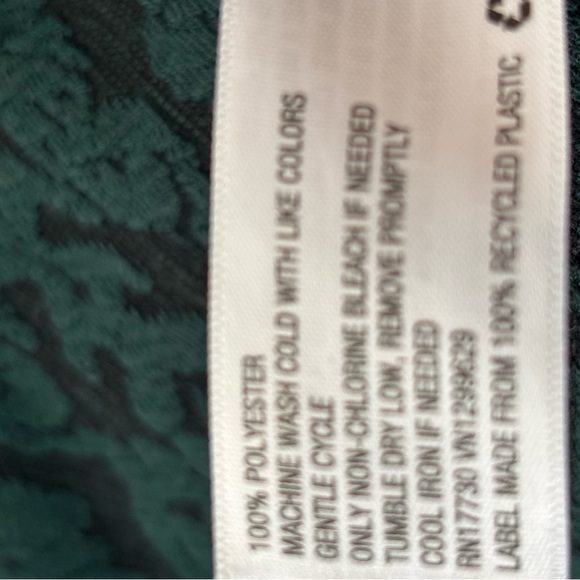 100% POLYESTER
MACHINE WASH COLD WITH LIKE COLORS
GENTLE CYCLE
ONLY NON-CHLORINE BLEACH IF NEEDED
TUMBLE DRY LOW, REMOVE PROMPTLY
COOL IRON IF NEEDED
RN17730 VN1299629
LABEL MADE FROM 100% RECYCLED PLASTIC